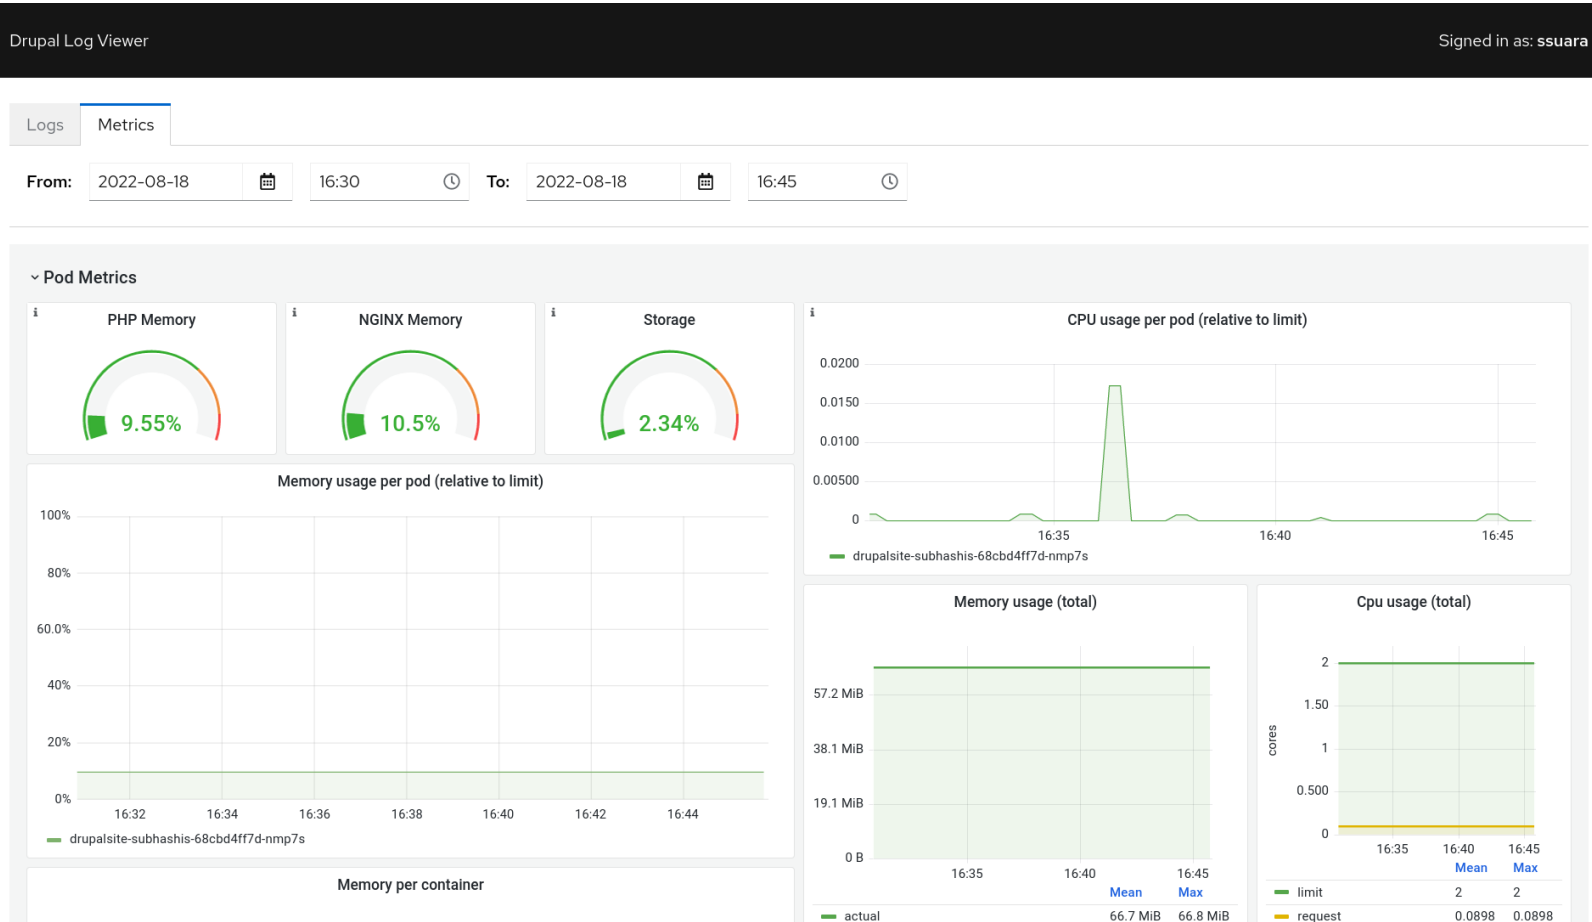 Drupal Log Viewer
Signed in as: ssuara
Logs
Metrics
From: 2022-08-18 16:30 To: 2022-08-18 16:45
Pod Metrics
PHP Memory
9.55%
NGINX Memory
10.5%
Storage
2.34%
CPU usage per pod (relative to limit)
0.0200
0.0150
0.0100
0.00500
0
16:35 16:40 16:45
drupalsite-subhashis-68cbd4ff7d-nmp7s
Memory usage per pod (relative to limit)
100%
80%
60.0%
40%
20%
0%
16:32 16:34 16:36 16:38 16:40 16:42 16:44
drupalsite-subhashis-68cbd4ff7d-nmp7s
Memory usage (total)
57.2 MiB
38.1 MiB
19.1 MiB
0 B
16:35 16:40 16:45
Mean Max
actual 66.7 MiB 66.8 MiB
Cpu usage (total)
cores
2
1.50
1
0.500
0
16:35 16:40 16:45
Mean Max
limit 2 2
request 0.0898 0.0898
Memory per container